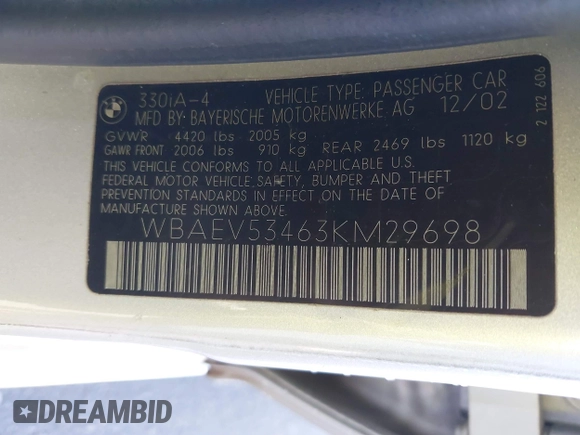 BMW
330iA-4 VEHICLE TYPE: PASSENGER CAR
MFD BY: BAYERISCHE MOTORENWERKE AG 12/02
GVWR 4420 lbs 2005 kg
GAWR FRONT 2006 lbs 910 kg REAR 2469 lbs 1120 kg
THIS VEHICLE CONFORMS TO ALL APPLICABLE U.S.
FEDERAL MOTOR VEHICLE SAFETY, BUMPER AND THEFT
PREVENTION STANDARDS IN EFFECT ON THE DATE OF
MANUFACTURE SHOWN ABOVE.
WBAEV53463KM29698
2 122 606
DREAMBID